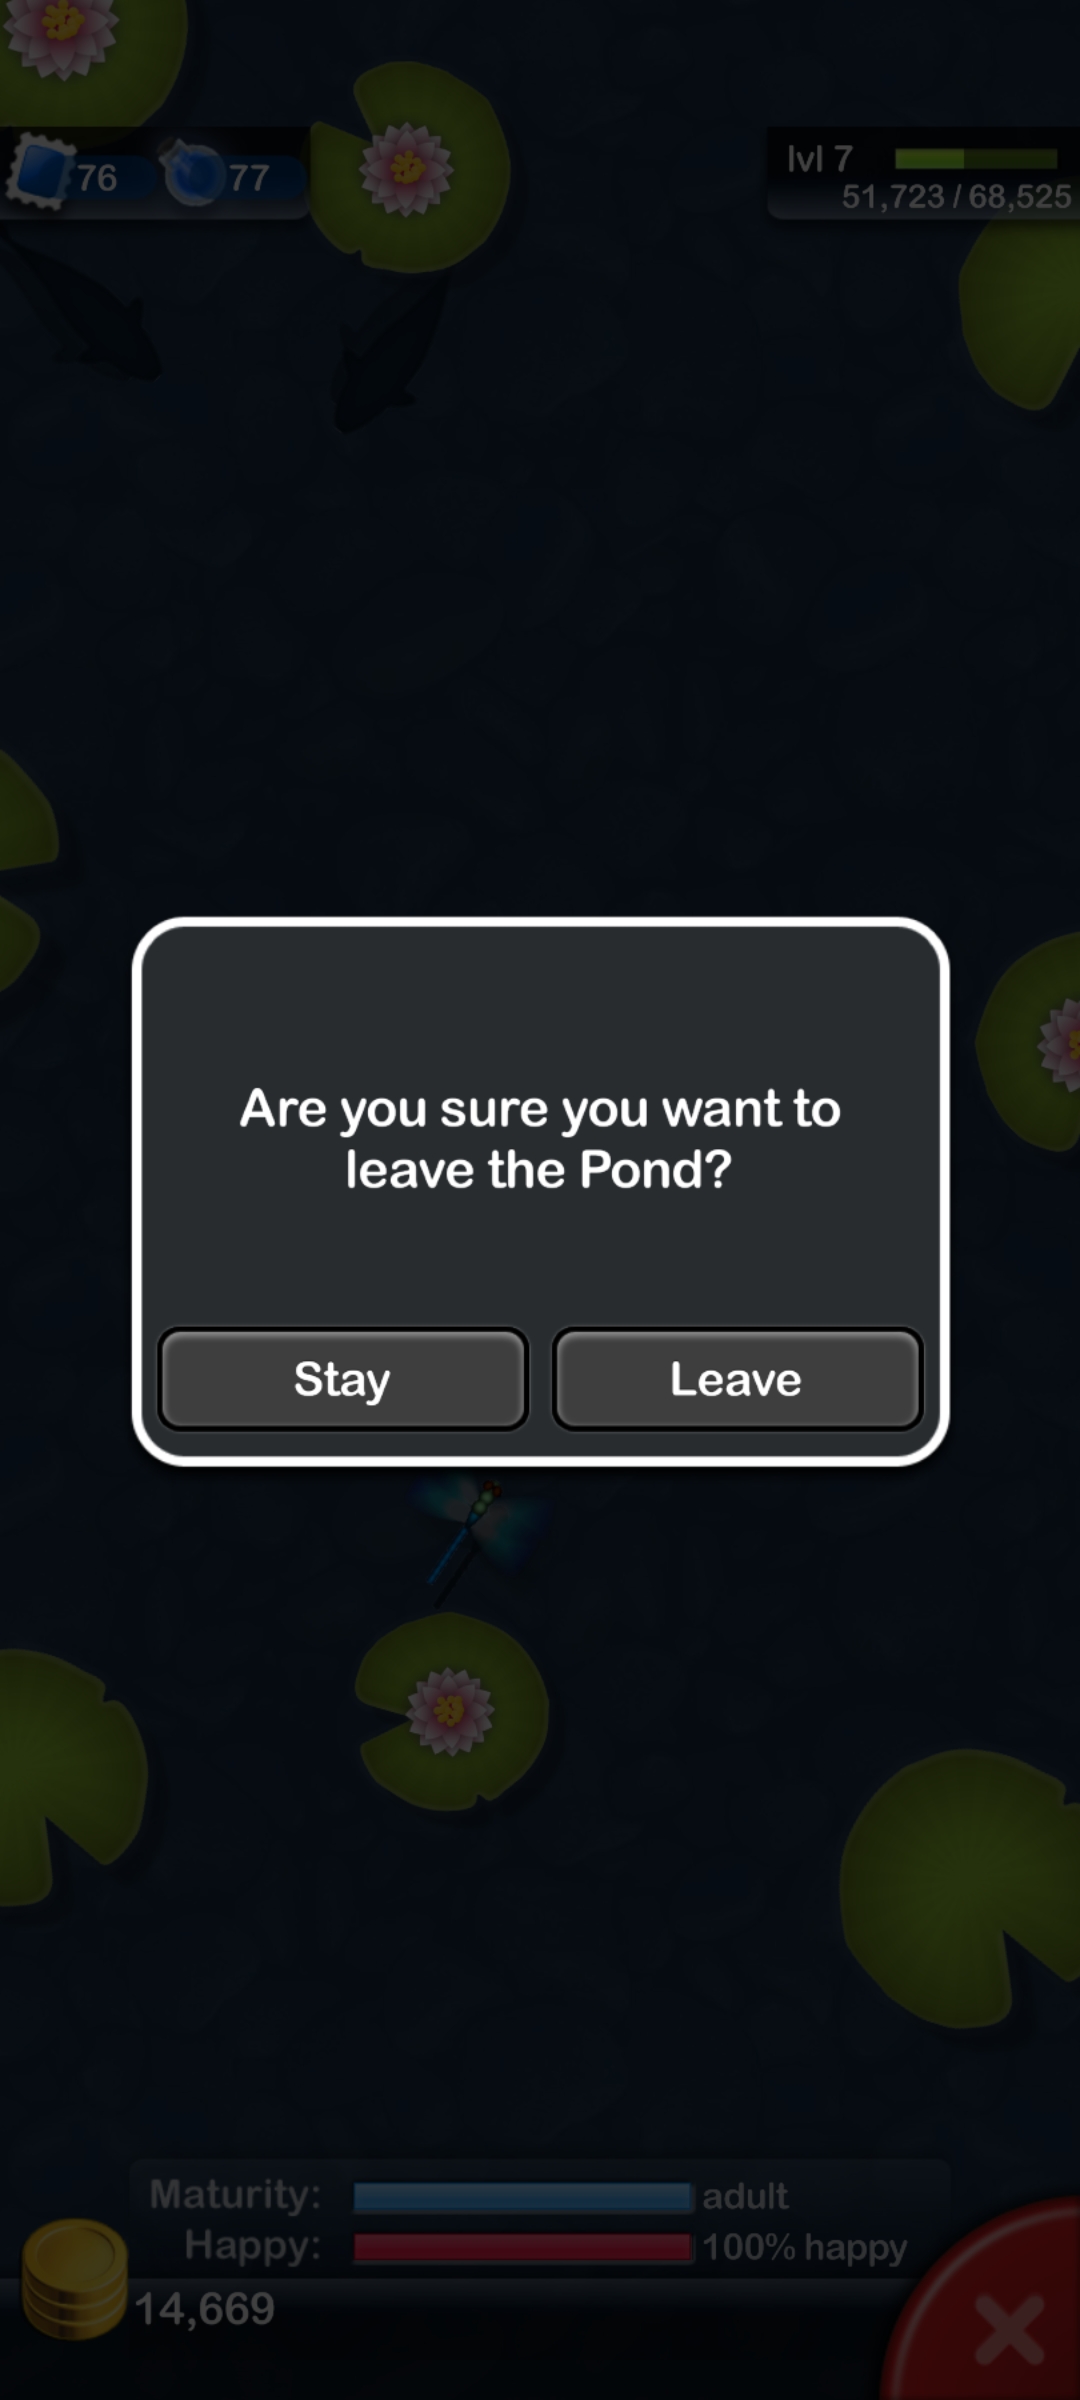 76
77
lvl 7
51,723 / 68,525
Are you sure you want to
leave the Pond?
Stay
Leave
Maturity:
adult
Happy:
100% happy
14,669